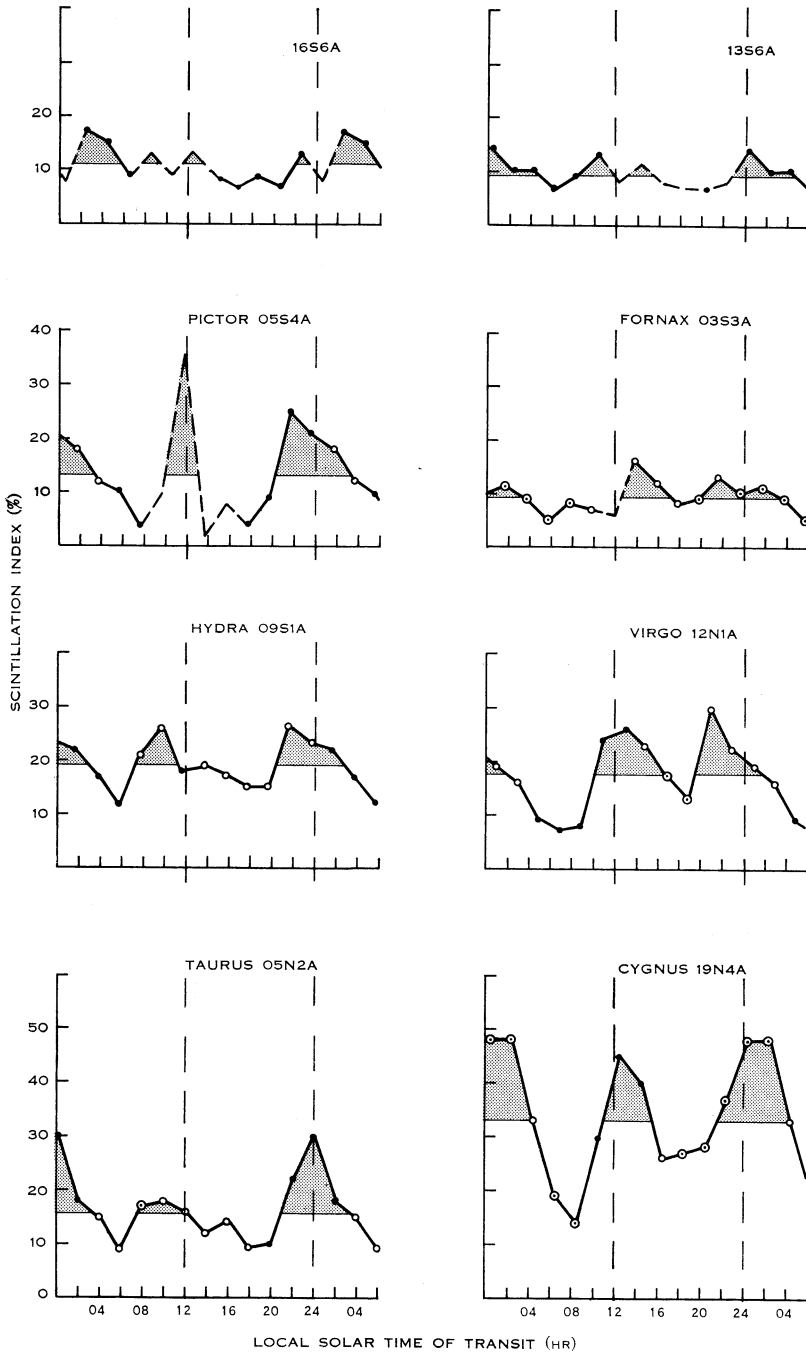 16S6A
13S6A
20
10
PICTOR 05S4A
FORNAX 03S3A
40
30
20
10
SCINTILLATION INDEX (%)
HYDRA 09S1A
VIRGO 12N1A
30
20
10
TAURUS 05N2A
CYGNUS 19N4A
50
40
30
20
10
0
04 08 12 16 20 24 04
04 08 12 16 20 24 04
LOCAL SOLAR TIME OF TRANSIT (HR)